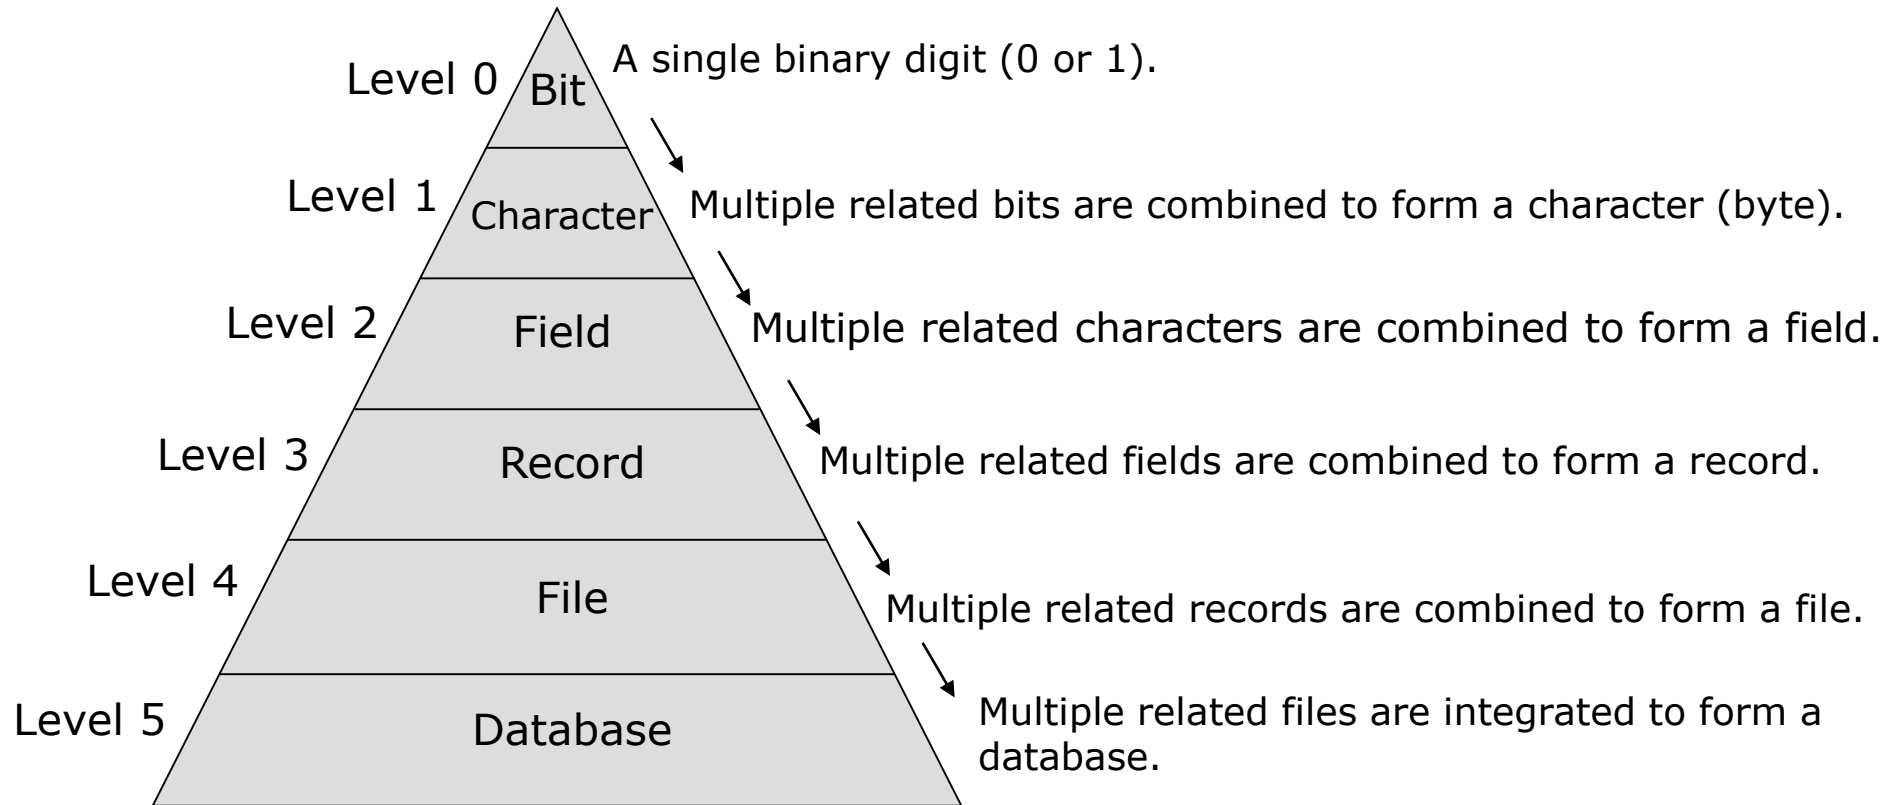 Level 0
Bit
A single binary digit (0 or 1).
Level 1
Character
Multiple related bits are combined to form a character (byte).
Level 2
Field
Multiple related characters are combined to form a field.
Level 3
Record
Multiple related fields are combined to form a record.
Level 4
File
Multiple related records are combined to form a file.
Level 5
Database
Multiple related files are integrated to form a
database.